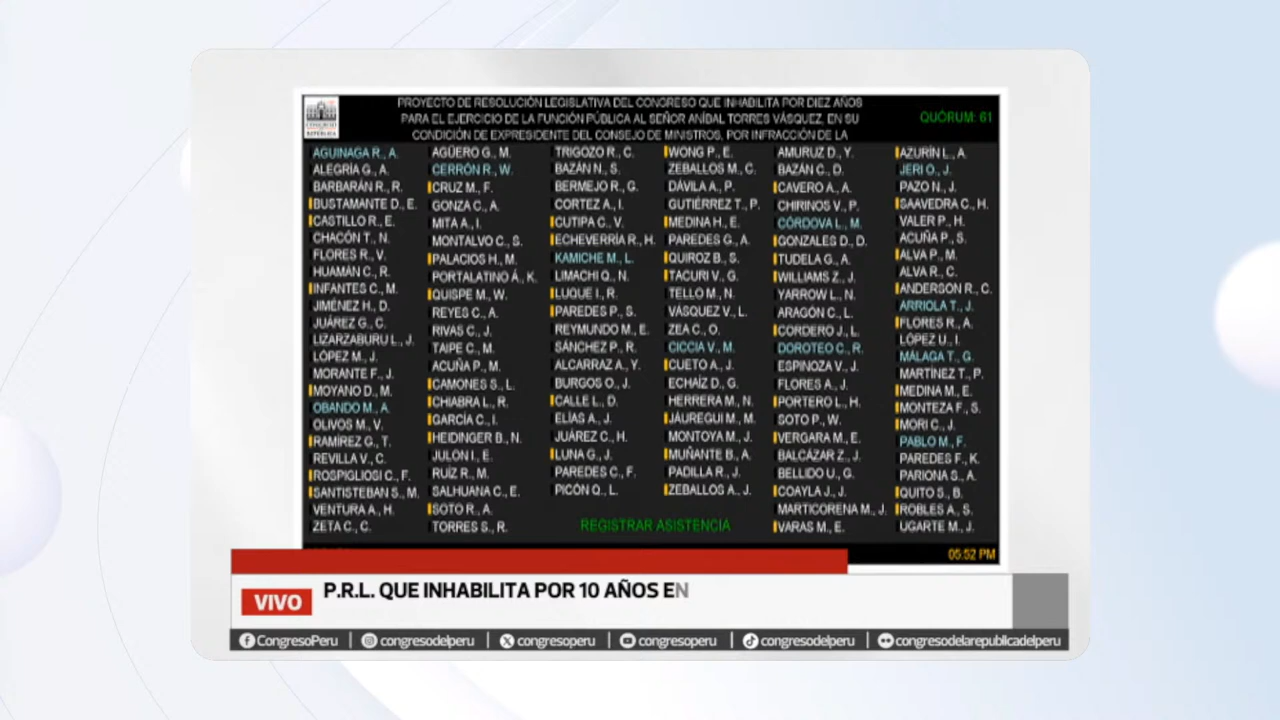 CONGRESO
REPÚBLICA
PROYECTO DE RESOLUCIÓN LEGISLATIVA DEL CONGRESO QUE INHABILITA POR DIEZ AÑOS
PARA EL EJERCICIO DE LA FUNCIÓN PÚBLICA AL SEÑOR ANÍBAL TORRES VÁSQUEZ, EN SU
CONDICIÓN DE EXPRESIDENTE DEL CONSEJO DE MINISTROS, POR INFRACCIÓN DE LA
QUÓRUM: 61
AGUINAGA R., A.
ALEGRÍA G., A.
BARBARÁN R., R.
BUSTAMANTE D., E.
CASTILLO R., E.
CHACÓN T., N.
FLORES R., V.
HUAMÁN C., R.
INFANTES C., M.
JIMÉNEZ H., D.
JUÁREZ G., C.
LIZARZABURU L., J.
LÓPEZ M., J.
MORANTE F., J.
MOYANO D., M.
OBANDO M., A.
OLIVOS M., V.
RAMÍREZ G., T.
REVILLA V., C.
ROSPIGLIOSI C., F.
SANTISTEBAN S., M.
VENTURA A., H.
ZETA C., C.
AGÜERO G., M.
CERRÓN R., W.
CRUZ M., F.
GONZA C., A.
MITA A., I.
MONTALVO C., S.
PALACIOS H., M.
PORTALATINO Á., K.
QUISPE M., W.
REYES C., A.
RIVAS C., J.
TAIPE C., M.
ACUÑA P., M.
CAMONES S., L.
CHIABRA L., R.
GARCÍA C., I.
HEIDINGER B., N.
JULON I., E.
RUÍZ R., M.
SALHUANA C., E.
SOTO R., A.
TORRES S., R.
TRIGOZO R., C.
BAZÁN N., S.
BERMEJO R., G.
CORTEZ A., I.
CUTIPA C., V.
ECHEVERRÍA R., H.
KAMICHE M., L.
LIMACHI Q., N.
LUQUE I., R.
PAREDES P., S.
REYMUNDO M., E.
SÁNCHEZ P., R.
ALCARRAZ A., Y.
BURGOS O., J.
CALLE L., D.
ELÍAS A., J.
JUÁREZ C., H.
LUNA G., J.
PAREDES C., F.
PICÓN Q., L.
WONG P., E.
ZEBALLOS M., C.
DÁVILA A., P.
GUTIÉRREZ T., P.
MEDINA H., E.
PAREDES G., A.
QUIROZ B., S.
TACURI V., G.
TELLO M., N.
VÁSQUEZ V., L.
ZEA C., O.
CICCIA V., M.
CUETO A., J.
ECHAÍZ D., G.
HERRERA M., N.
JÁUREGUI M., M.
MONTOYA M., J.
MUÑANTE B., A.
PADILLA R., J.
ZEBALLOS A., J.
AMURUZ D., Y.
BAZÁN C., D.
CAVERO A., A.
CHIRINOS V., P.
CÓRDOVA L., M.
GONZALES D., D.
TUDELA G., A.
WILLIAMS Z., J.
YARROW L., N.
ARAGÓN C., L.
CORDERO J., L.
DOROTEO C., R.
ESPINOZA V., J.
FLORES A., J.
PORTERO L., H.
SOTO P., W.
VERGARA M., E.
BALCÁZAR Z., J.
BELLIDO U., G.
COAYLA J., J.
MARTICORENA M., J.
VARAS M., E.
AZURÍN L., A.
JERI O., J.
PAZO N., J.
SAAVEDRA C., H.
VALER P., H.
ACUÑA P., S.
ALVA P., M.
ALVA R., C.
ANDERSON R., C.
ARRIOLA T., J.
FLORES R., A.
LÓPEZ U., I.
MÁLAGA T., G.
MARTÍNEZ T., P.
MEDINA M., E.
MONTEZA F., S.
MORI C., J.
PABLO M., F.
PAREDES F., K.
PARIONA S., A.
QUITO S., B.
ROBLES A., S.
UGARTE M., J.
REGISTRAR ASISTENCIA
05:52 PM
VIVO
P.R.L. QUE INHABILITA POR 10 AÑOS EN
CongresoPeru | congresodelperu | congresoperu | congresoperu | congresodelperu | congresodelarepublicadelperu